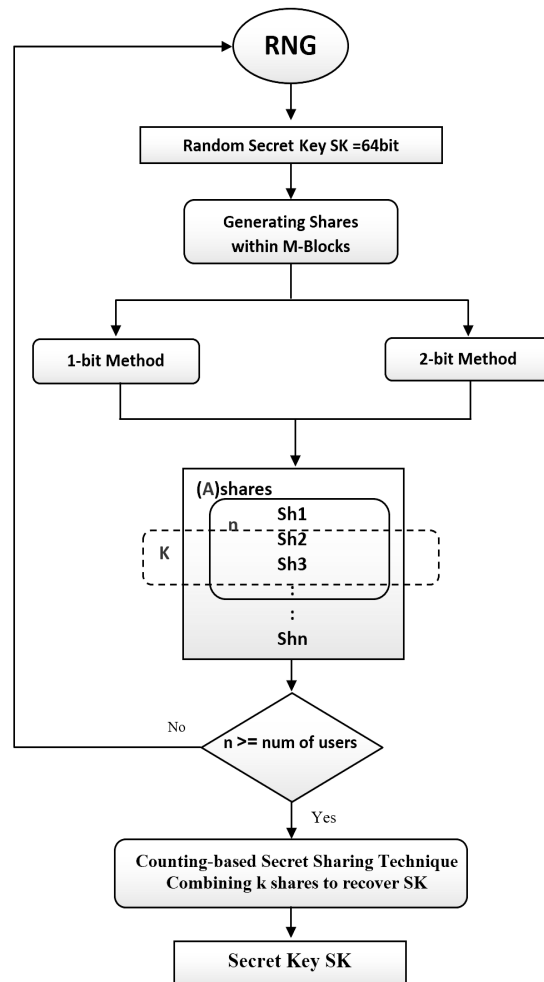 RNG
Random Secret Key SK =64bit
Generating Shares
within M-Blocks
1-bit Method
2-bit Method
(A)shares
Sh1
n
Sh2
K
Sh3
:
:
Shn
No
n >= num of users
Yes
Counting-based Secret Sharing Technique
Combining k shares to recover SK
Secret Key SK